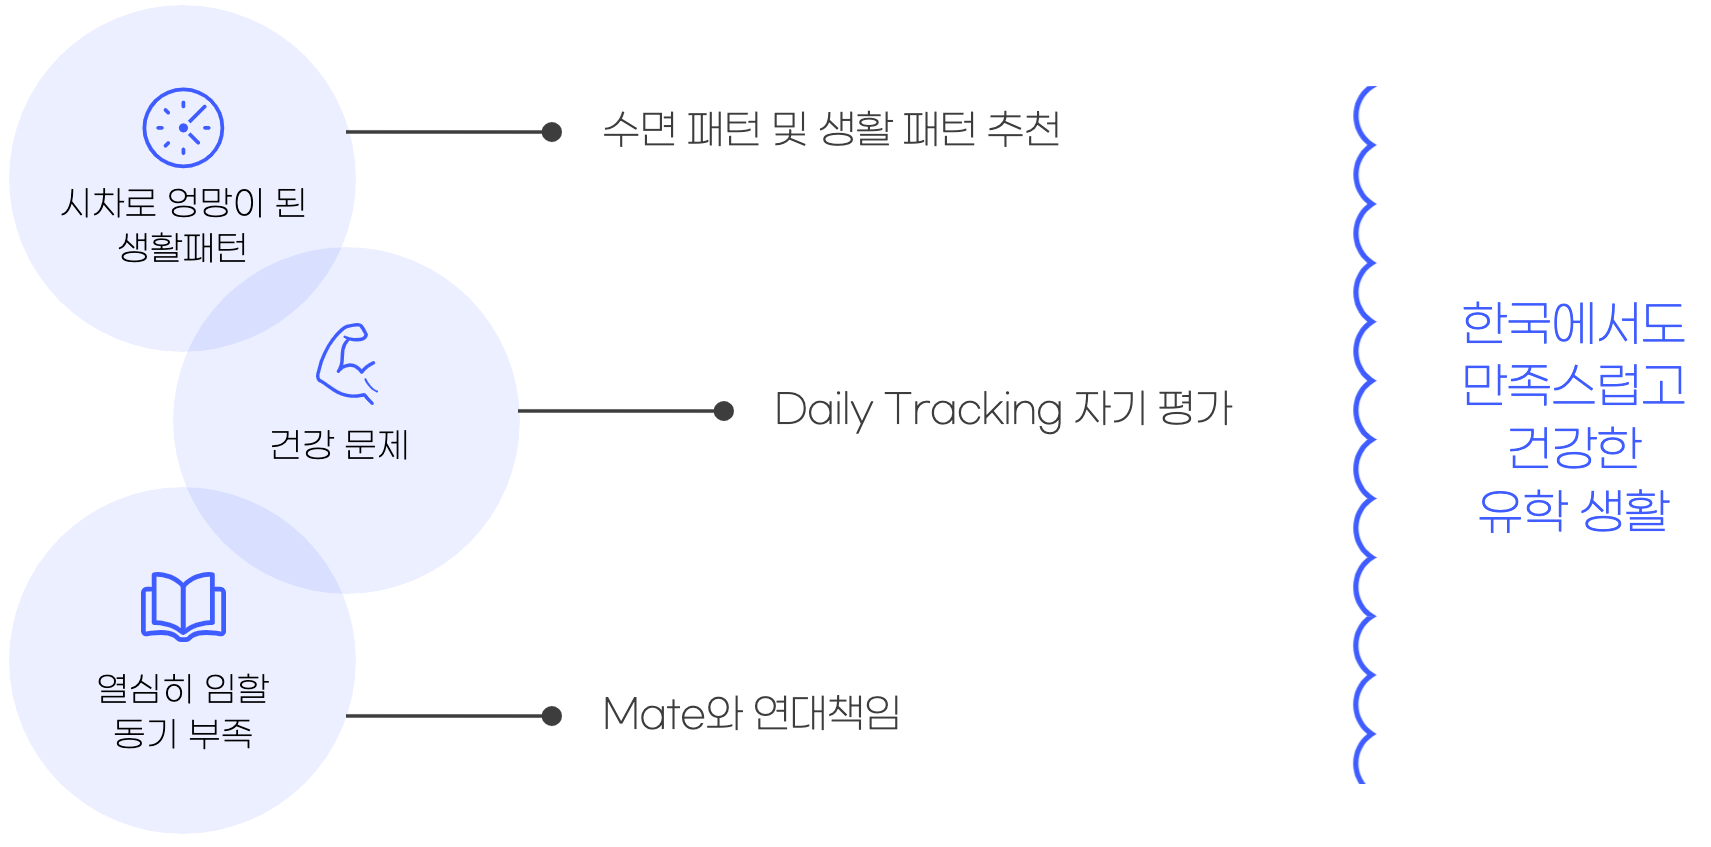 시차로 엉망이 된
생활패턴
수면 패턴 및 생활 패턴 추천
건강 문제
Daily Tracking 자기 평가
열심히 임할
동기 부족
Mate와 연대책임
한국에서도
만족스럽고
건강한
유학 생활